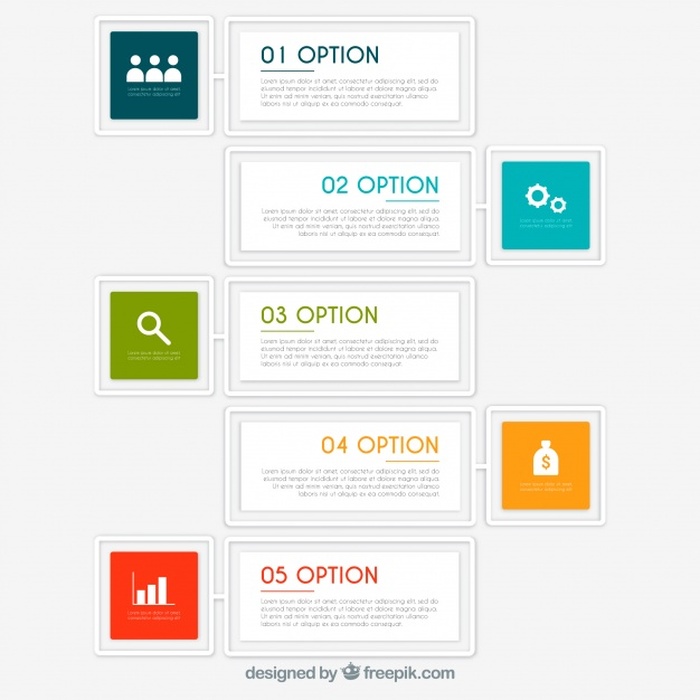 Lorem ipsum dolor sit amet
consectetur adipiscing elit
01 OPTION
Lorem ipsum dolor sit amet, consectetur adipiscing elit, sed do
eiusmod tempor incididunt ut labore et dolore magna aliqua.
Ut enim ad minim veniam, quis nostrud exercitation ullamco
laboris nisi ut aliquip ex ea commodo consequat.
02 OPTION
Lorem ipsum dolor sit amet, consectetur adipiscing elit, sed do
eiusmod tempor incididunt ut labore et dolore magna aliqua.
Ut enim ad minim veniam, quis nostrud exercitation ullamco
laboris nisi ut aliquip ex ea commodo consequat.
Lorem ipsum dolor sit amet
consectetur adipiscing elit
Lorem ipsum dolor sit amet
consectetur adipiscing elit
03 OPTION
Lorem ipsum dolor sit amet, consectetur adipiscing elit, sed do
eiusmod tempor incididunt ut labore et dolore magna aliqua.
Ut enim ad minim veniam, quis nostrud exercitation ullamco
laboris nisi ut aliquip ex ea commodo consequat.
04 OPTION
Lorem ipsum dolor sit amet, consectetur adipiscing elit, sed do
eiusmod tempor incididunt ut labore et dolore magna aliqua.
Ut enim ad minim veniam, quis nostrud exercitation ullamco
laboris nisi ut aliquip ex ea commodo consequat.
$
Lorem ipsum dolor sit amet
consectetur adipiscing elit
Lorem ipsum dolor sit amet
consectetur adipiscing elit
05 OPTION
Lorem ipsum dolor sit amet, consectetur adipiscing elit, sed do
eiusmod tempor incididunt ut labore et dolore magna aliqua.
Ut enim ad minim veniam, quis nostrud exercitation ullamco
laboris nisi ut aliquip ex ea commodo consequat.
designed by freepik.com